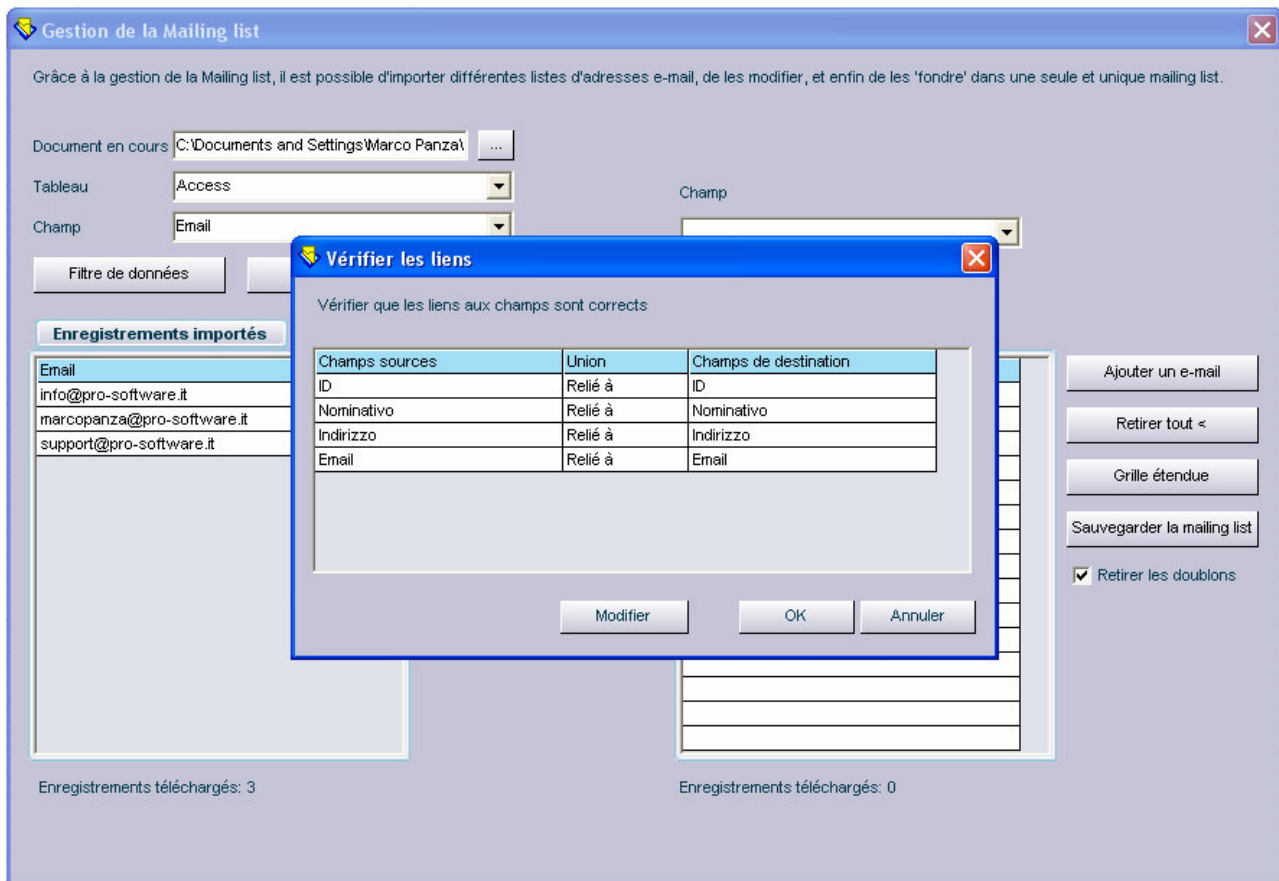 Gestion de la Mailing list
Grâce à la gestion de la Mailing list, il est possible d'importer différentes listes d'adresses e-mail, de les modifier, et enfin de les 'fondre' dans une seule et unique mailing list.
Document en cours C:\Documents and Settings\Marco Panza\ ...
Tableau Access
Champ
Champ Email
Filtre de données
Vérifier les liens
Vérifier que les liens aux champs sont corrects
Enregistrements importés
Champs sources Union Champs de destination
ID Relié à ID
Nominativo Relié à Nominativo
Indirizzo Relié à Indirizzo
Email Relié à Email
Modifier OK Annuler
Email
info@pro-software.it
marcopanza@pro-software.it
support@pro-software.it
Ajouter un e-mail
Retirer tout <
Grille étendue
Sauvegarder la mailing list
Retirer les doublons
Enregistrements téléchargés: 3
Enregistrements téléchargés: 0